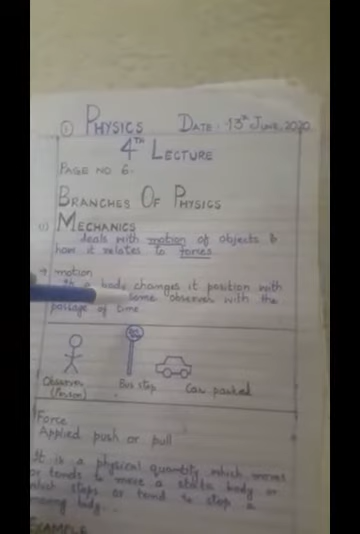 ① PHYSICS DATE: 13th JUNE, 2020
4TH LECTURE
PAGE NO 6.
BRANCHES OF PHYSICS
MECHANICS
deals with motion of objects &
how it relates to forces
→ motion
a body changes it position with
some observer with the
passage of time
Observer Bus stop Car parked
(Person)
Force
Applied push or pull
It is a physical quantity which moves
or tends to move a static body or
which stops or tend to stop a
moving body.
EXAMPLE